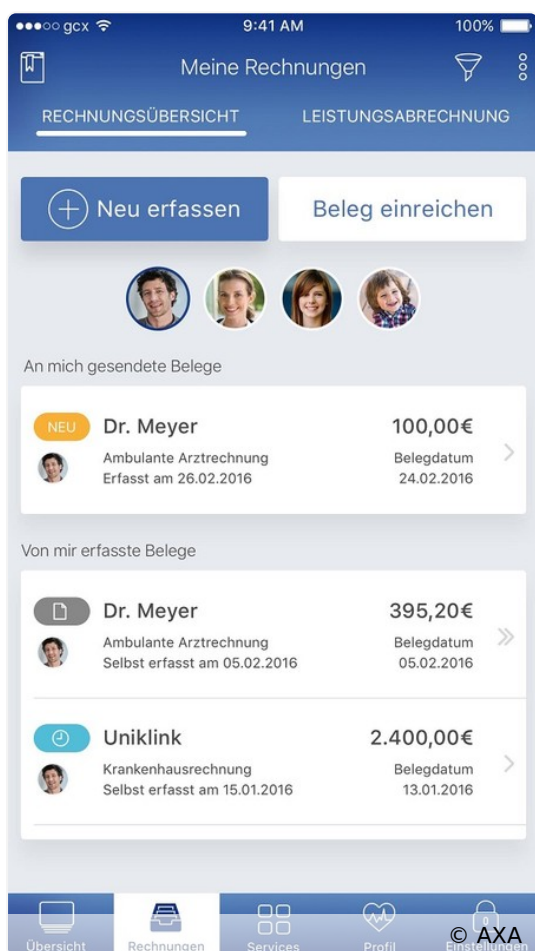 gcx 9:41 AM 100%
Meine Rechnungen
RECHNUNGSÜBERSICHT LEISTUNGSABRECHNUNG
Neu erfassen Beleg einreichen
An mich gesendete Belege
NEU Dr. Meyer 100,00€
Ambulante Arztrechnung Belegdatum
Erfasst am 26.02.2016 24.02.2016
Von mir erfasste Belege
Dr. Meyer 395,20€
Ambulante Arztrechnung Belegdatum
Selbst erfasst am 05.02.2016 05.02.2016
Uniklink 2.400,00€
Krankenhausrechnung Belegdatum
Selbst erfasst am 15.01.2016 13.01.2016
Übersicht Rechnungen Services Profil Einstellungen
© AXA